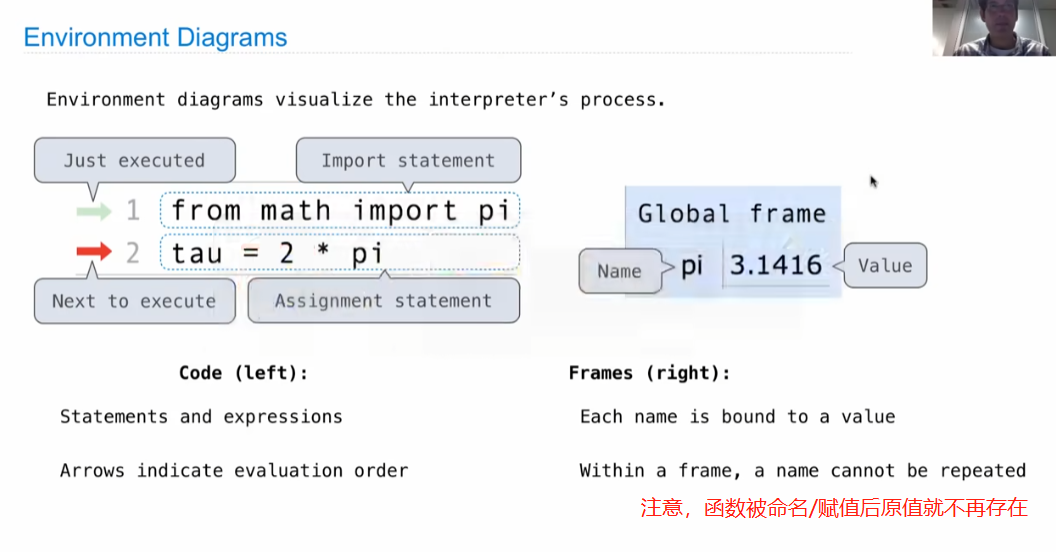 Environment Diagrams
Environment diagrams visualize the interpreter’s process.
Just executed
Import statement
1 from math import pi
2 tau = 2 * pi
Next to execute
Assignment statement
Global frame
Name
pi 3.1416
Value
Code (left):
Statements and expressions
Arrows indicate evaluation order
Frames (right):
Each name is bound to a value
Within a frame, a name cannot be repeated
注意，函数被命名/赋值后原值就不再存在